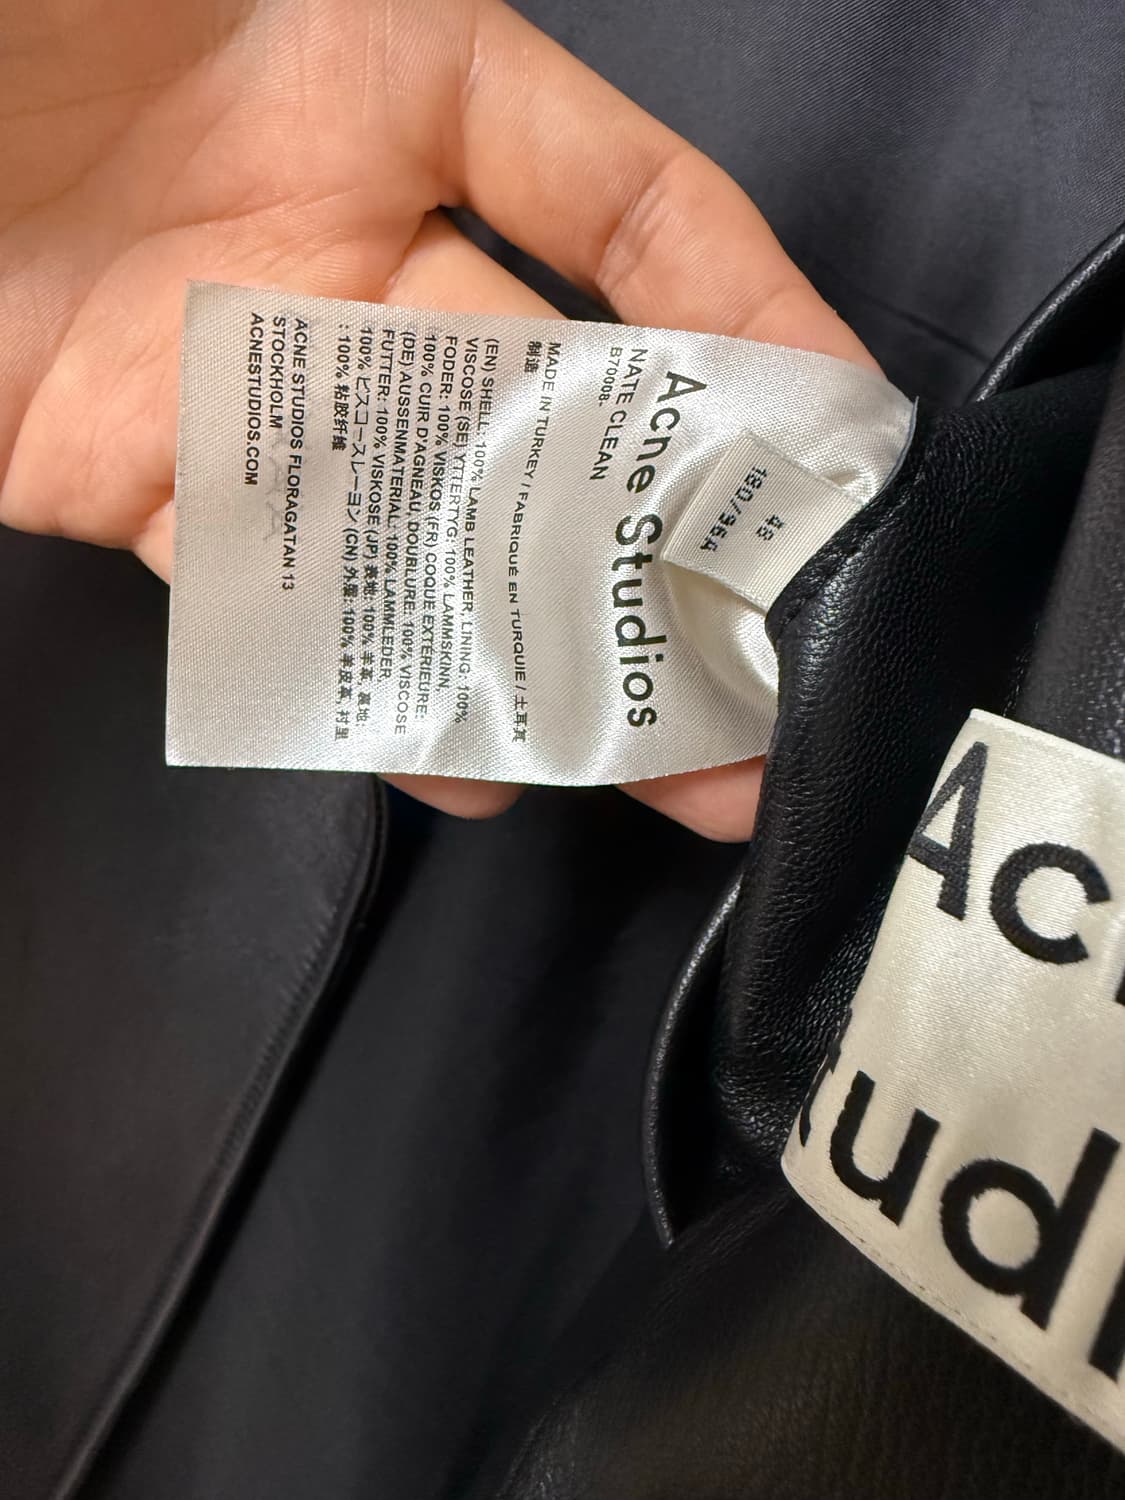 48
180/96A
Acne Studios
NATE CLEAN
B70008-
MADE IN TURKEY / FABRIQUÉ EN TURQUIE / 土耳其
制造
(EN) SHELL: 100% LAMB LEATHER, LINING: 100%
VISCOSE (SE) YTTERTYG: 100% LAMMSKINN,
FODER: 100% VISKOS (FR) COQUE EXTERIEURE:
100% CUIR D'AGNEAU, DOUBLURE: 100% VISCOSE
(DE) AUSSENMATERIAL: 100% LAMMLEDER,
FUTTER: 100% VISKOSE (JP) 表地: 100% 羊革, 裏地:
100% ビスコースレーヨン (CN) 外层: 100% 羊皮革, 衬里
: 100% 粘胶纤维
ACNE STUDIOS FLORAGATAN 13
STOCKHOLM
ACNESTUDIOS.COM
Ac
tudi